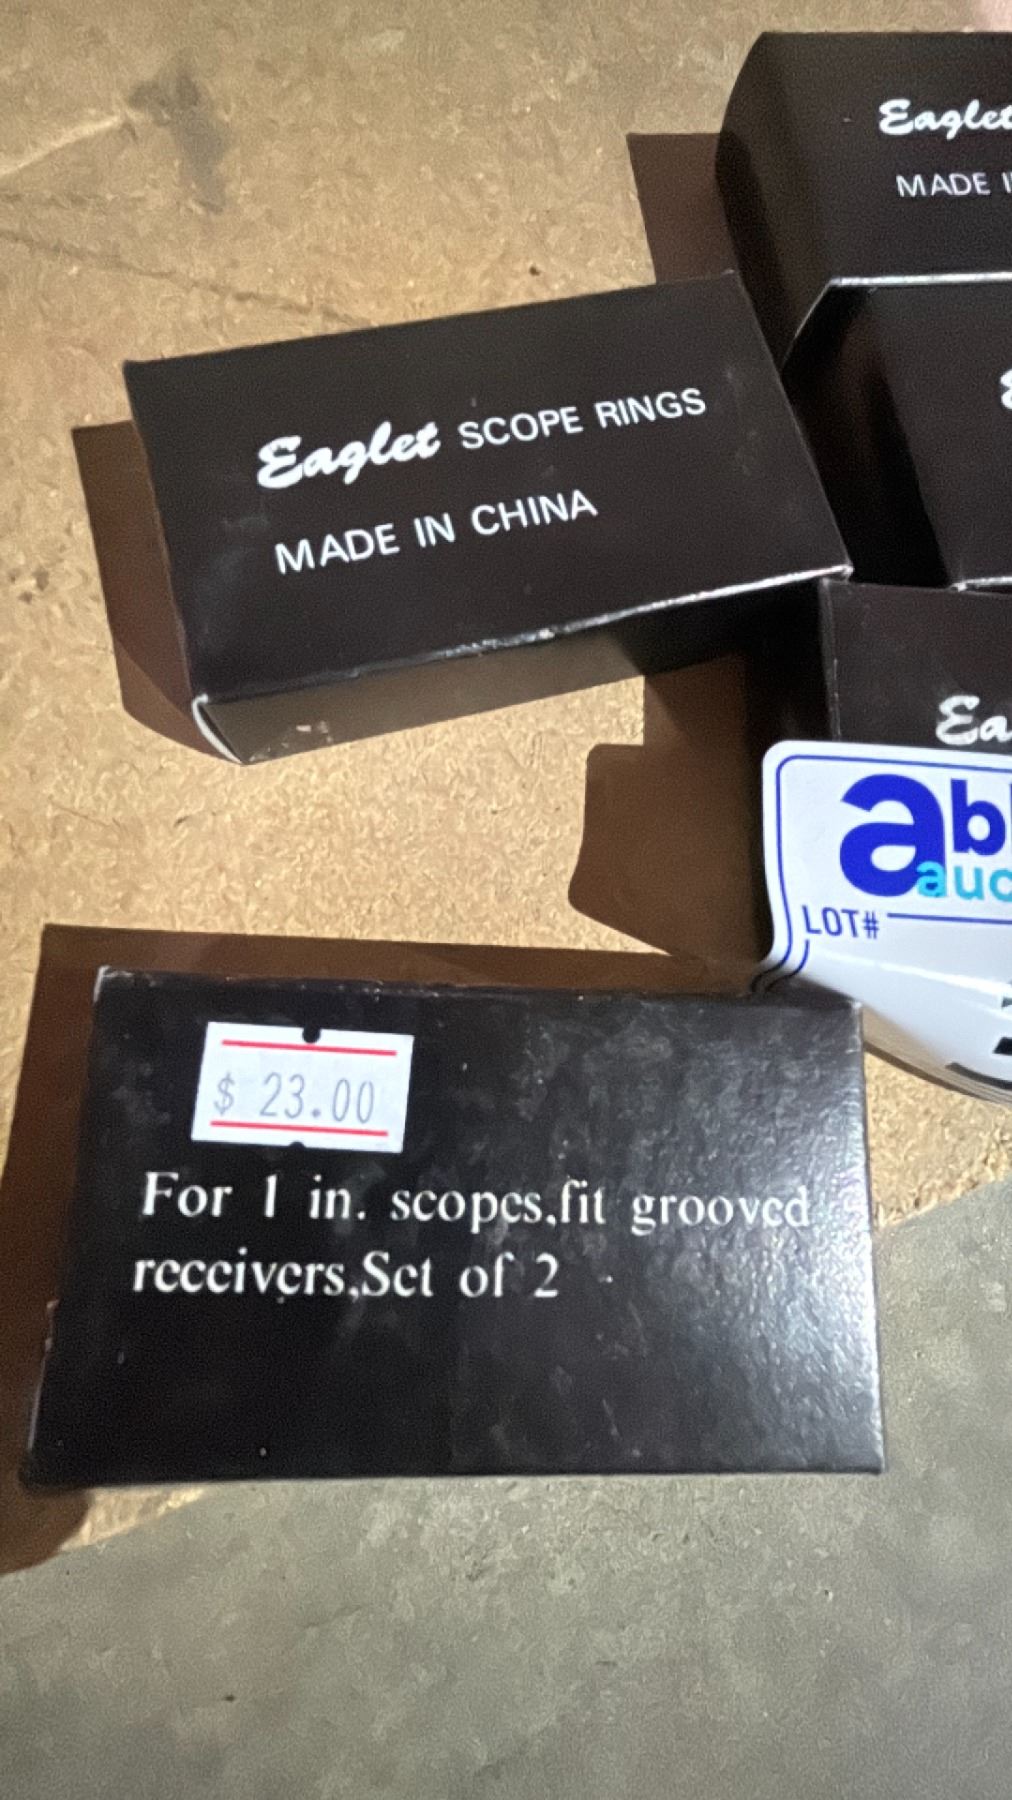 Eaglet
MADE
Eaglet SCOPE RINGS
MADE IN CHINA
LOT#
$ 23.00
For 1 in. scopes,fit grooved
receivers,Set of 2